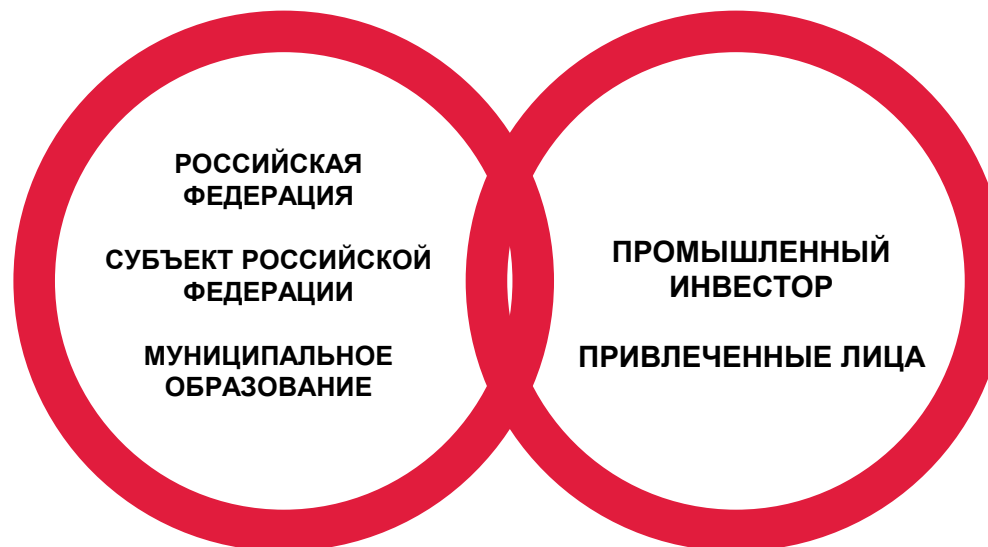 РОССИЙСКАЯ
ФЕДЕРАЦИЯ
СУБЪЕКТ РОССИЙСКОЙ
ФЕДЕРАЦИИ
МУНИЦИПАЛЬНОЕ
ОБРАЗОВАНИЕ
ПРОМЫШЛЕННЫЙ
ИНВЕСТОР
ПРИВЛЕЧЕННЫЕ ЛИЦА